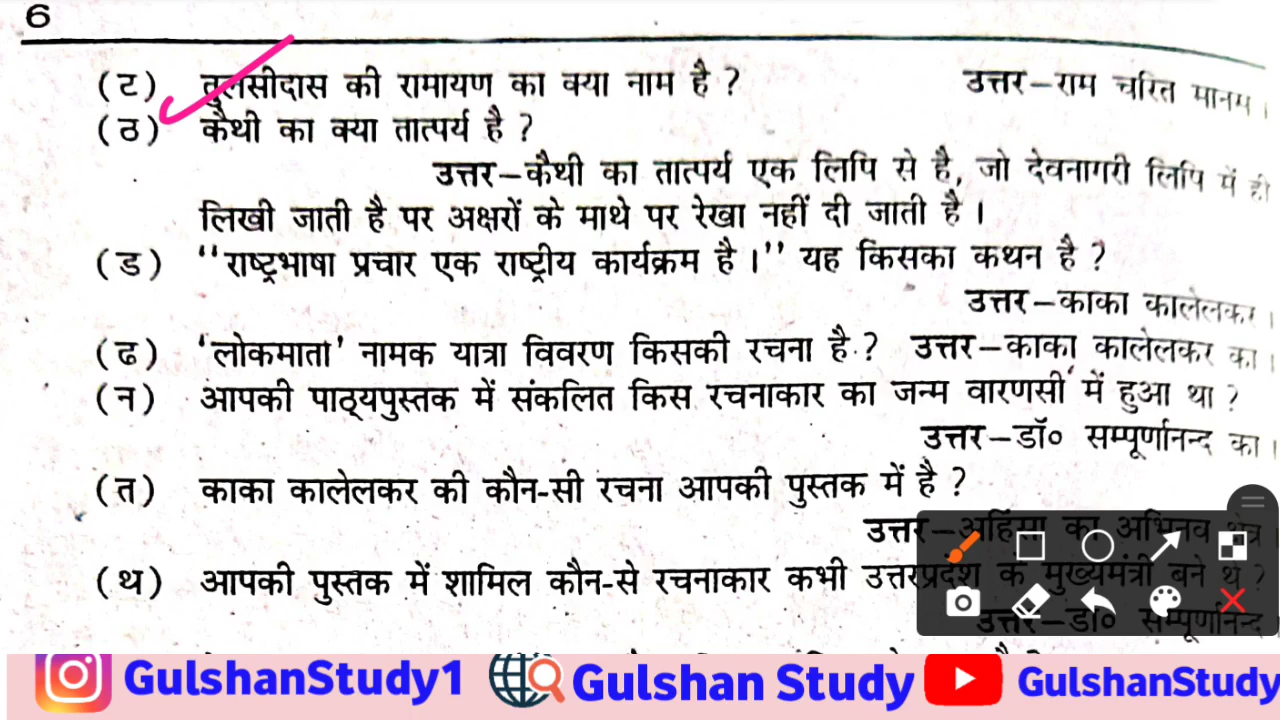 6
(ट) तुलसीदास की रामायण का क्या नाम है ? उत्तर–राम चरित मानम।
(ठ) कैथी का क्या तात्पर्य है ?
उत्तर–कैथी का तात्पर्य एक लिपि से है, जो देवनागरी लिपि में ही
लिखी जाती है पर अक्षरों के माथे पर रेखा नहीं दी जाती है ।
(ड) “राष्ट्रभाषा प्रचार एक राष्ट्रीय कार्यक्रम है।” यह किसका कथन है ?
उत्तर–काका कालेलकर।
(ढ) ‘लोकमाता’ नामक यात्रा विवरण किसकी रचना है ? उत्तर–काका कालेलकर का।
(न) आपकी पाठ्यपुस्तक में संकलित किस रचनाकार का जन्म वारणसी में हुआ था ?
उत्तर–डॉ० सम्पूर्णानन्द का।
(त) काका कालेलकर की कौन-सी रचना आपकी पुस्तक में है ?
उत्तर–अहिंसा का अभिनव क्षेत्र
(थ) आपकी पुस्तक में शामिल कौन-से रचनाकार कभी उत्तरप्रदेश के मुख्यमंत्री बने थे ?
उत्तर–डॉ० सम्पूर्णानन्द
GulshanStudy1 Gulshan Study GulshanStudy